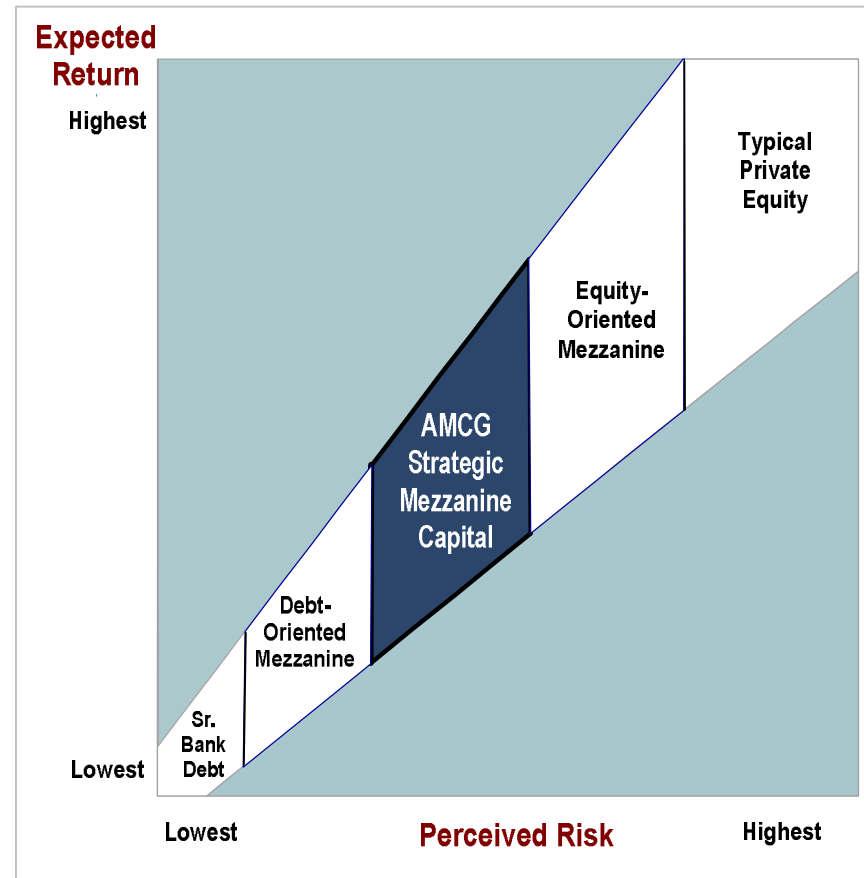 Expected
Return
Highest
Typical
Private
Equity
Equity-
Oriented
Mezzanine
AMCG
Strategic
Mezzanine
Capital
Debt-
Oriented
Mezzanine
Sr.
Bank
Debt
Lowest
Lowest
Perceived Risk
Highest